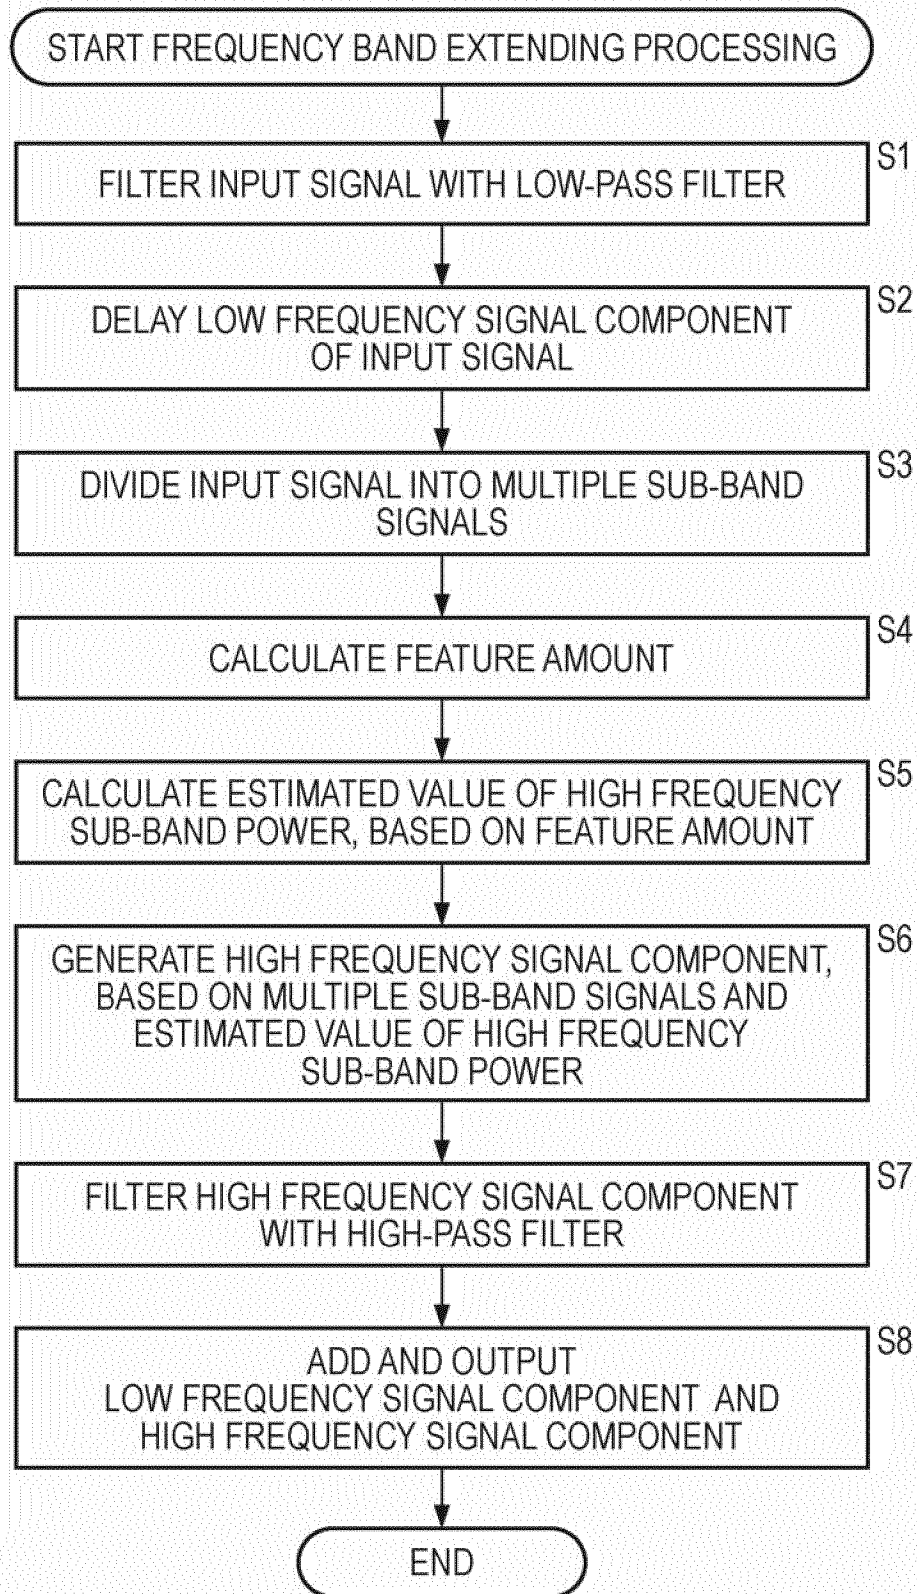 START FREQUENCY BAND EXTENDING PROCESSING
S1
FILTER INPUT SIGNAL WITH LOW-PASS FILTER
S2
DELAY LOW FREQUENCY SIGNAL COMPONENT
OF INPUT SIGNAL
S3
DIVIDE INPUT SIGNAL INTO MULTIPLE SUB-BAND
SIGNALS
S4
CALCULATE FEATURE AMOUNT
S5
CALCULATE ESTIMATED VALUE OF HIGH FREQUENCY
SUB-BAND POWER, BASED ON FEATURE AMOUNT
S6
GENERATE HIGH FREQUENCY SIGNAL COMPONENT,
BASED ON MULTIPLE SUB-BAND SIGNALS AND
ESTIMATED VALUE OF HIGH FREQUENCY
SUB-BAND POWER
S7
FILTER HIGH FREQUENCY SIGNAL COMPONENT
WITH HIGH-PASS FILTER
S8
ADD AND OUTPUT
LOW FREQUENCY SIGNAL COMPONENT AND
HIGH FREQUENCY SIGNAL COMPONENT
END